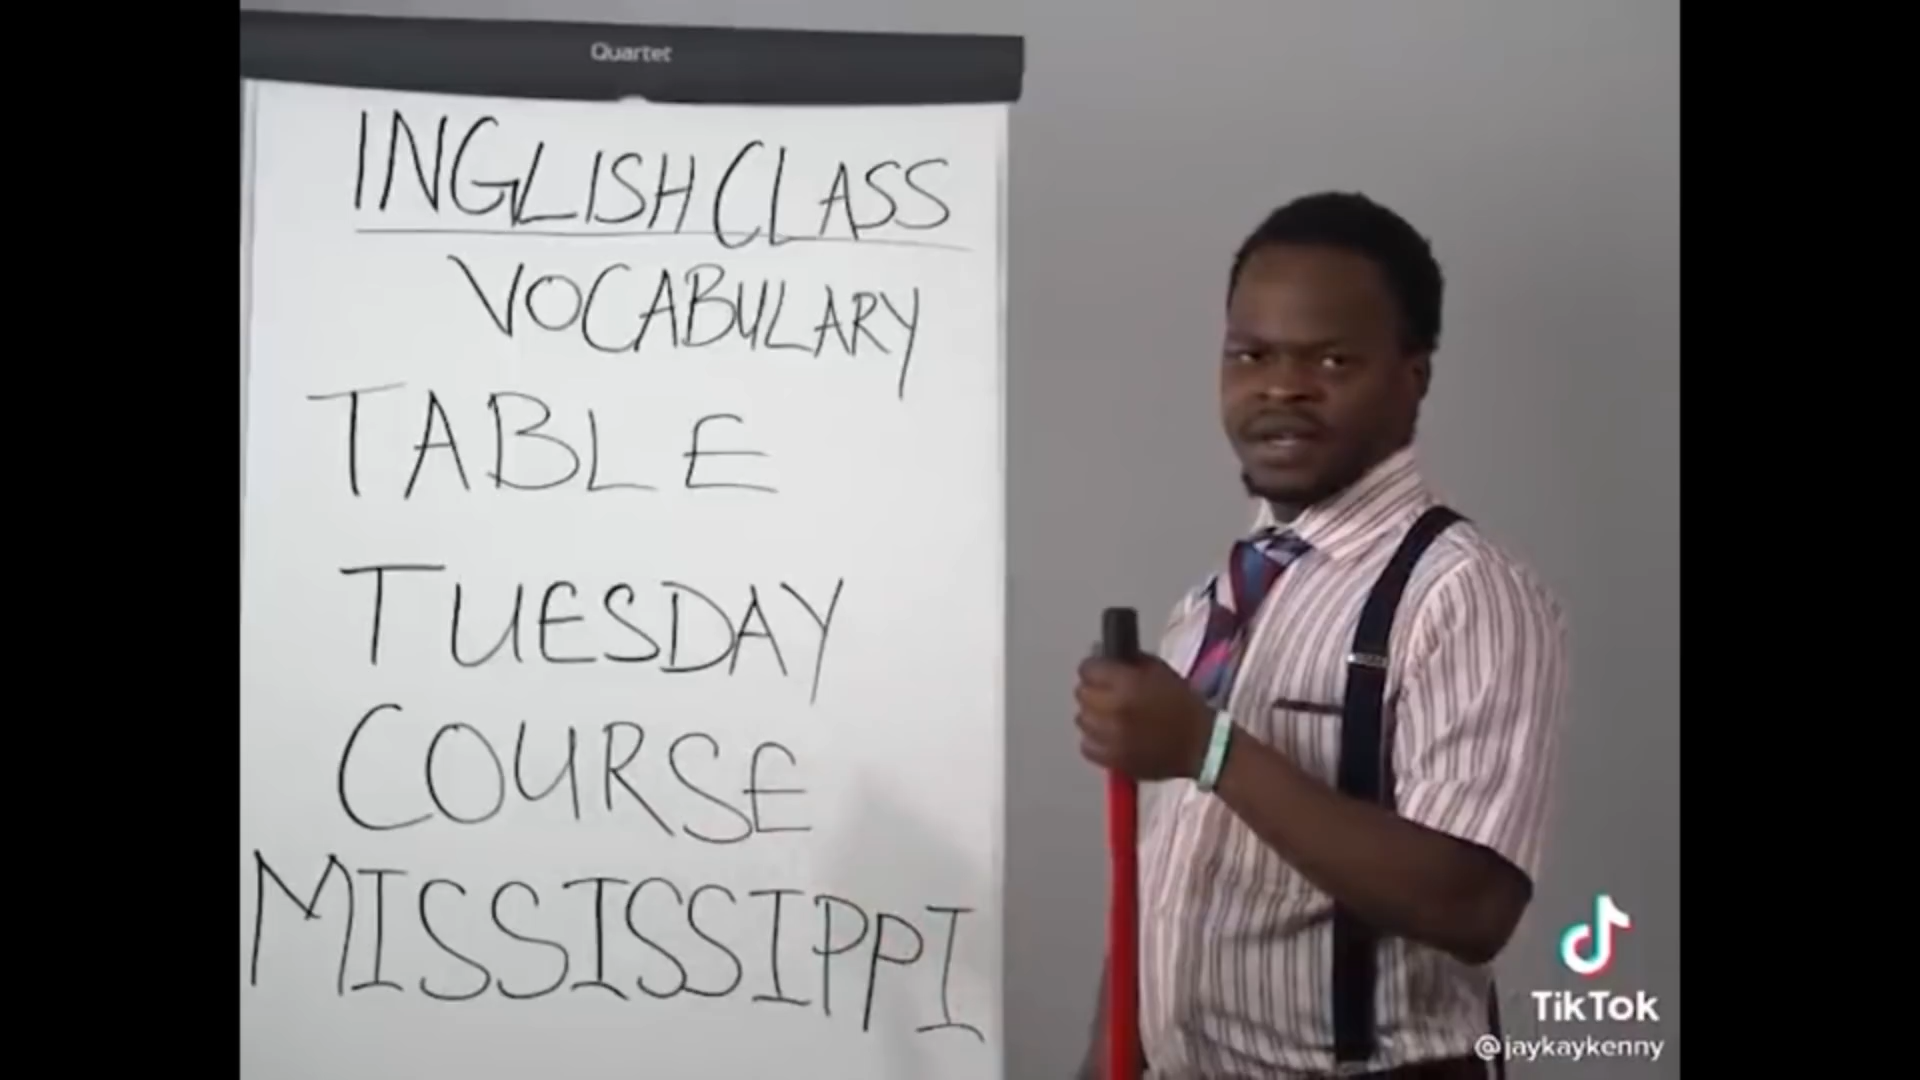 Quartet
INGLISH CLASS
VOCABULARY
TABLE
TUESDAY
COURSE
MISSISSIPPI
TikTok
@jaykaykenny